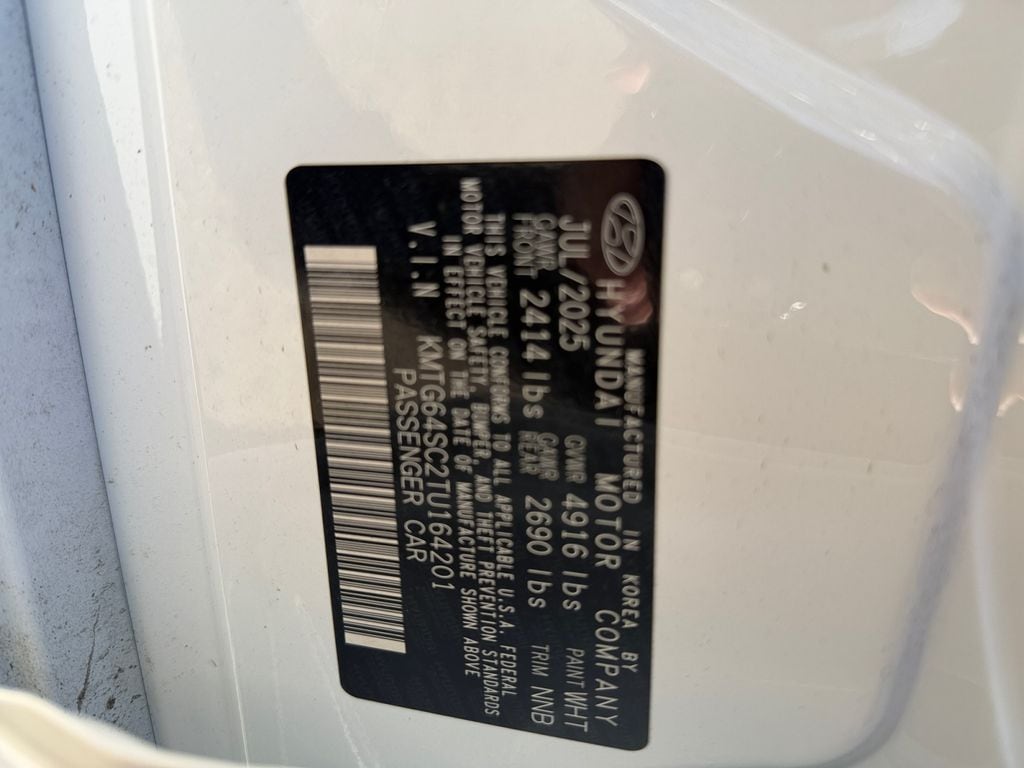 MANUFACTURED IN KOREA BY
HYUNDAI MOTOR COMPANY
JUL/2025 GVWR 4916 lbs PAINT WHT
GAWR FRONT 2414 lbs GAWR REAR 2690 lbs TRIM NNB
THIS VEHICLE CONFORMS TO ALL APPLICABLE U.S.A. FEDERAL
MOTOR VEHICLE SAFETY, BUMPER, AND THEFT PREVENTION STANDARDS
IN EFFECT ON THE DATE OF MANUFACTURE SHOWN ABOVE
V.I.N KMTG64SC2TU164201
PASSENGER CAR